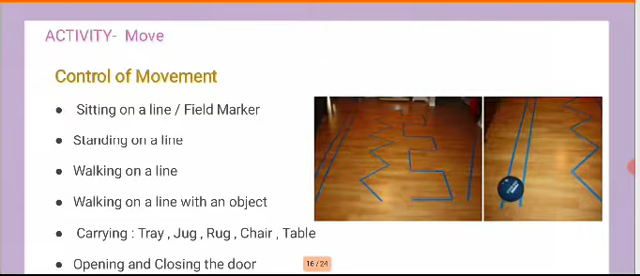 ACTIVITY- Move
Control of Movement
● Sitting on a line / Field Marker
● Standing on a line
● Walking on a line
● Walking on a line with an object
● Carrying : Tray , Jug , Rug , Chair , Table
● Opening and Closing the door
16 / 24